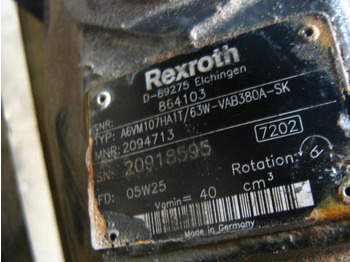 Rexroth
D-89275 Elchingen
FNR: 864103
TYP: A6VM107HA1T/63W-VAB380A-SK
MNR: 2094713 7202
SN: 20918595
Rotation:
FD: 05W25 Vgmin= 40 cm³
Made in Germany